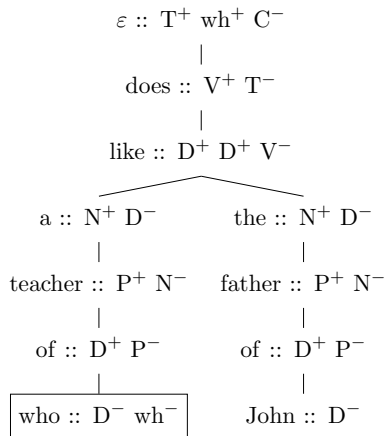 ε :: T⁺ wh⁺ C⁻
does :: V⁺ T⁻
like :: D⁺ D⁺ V⁻
a :: N⁺ D⁻ the :: N⁺ D⁻
teacher :: P⁺ N⁻ father :: P⁺ N⁻
of :: D⁺ P⁻ of :: D⁺ P⁻
who :: D⁻ wh⁻ John :: D⁻